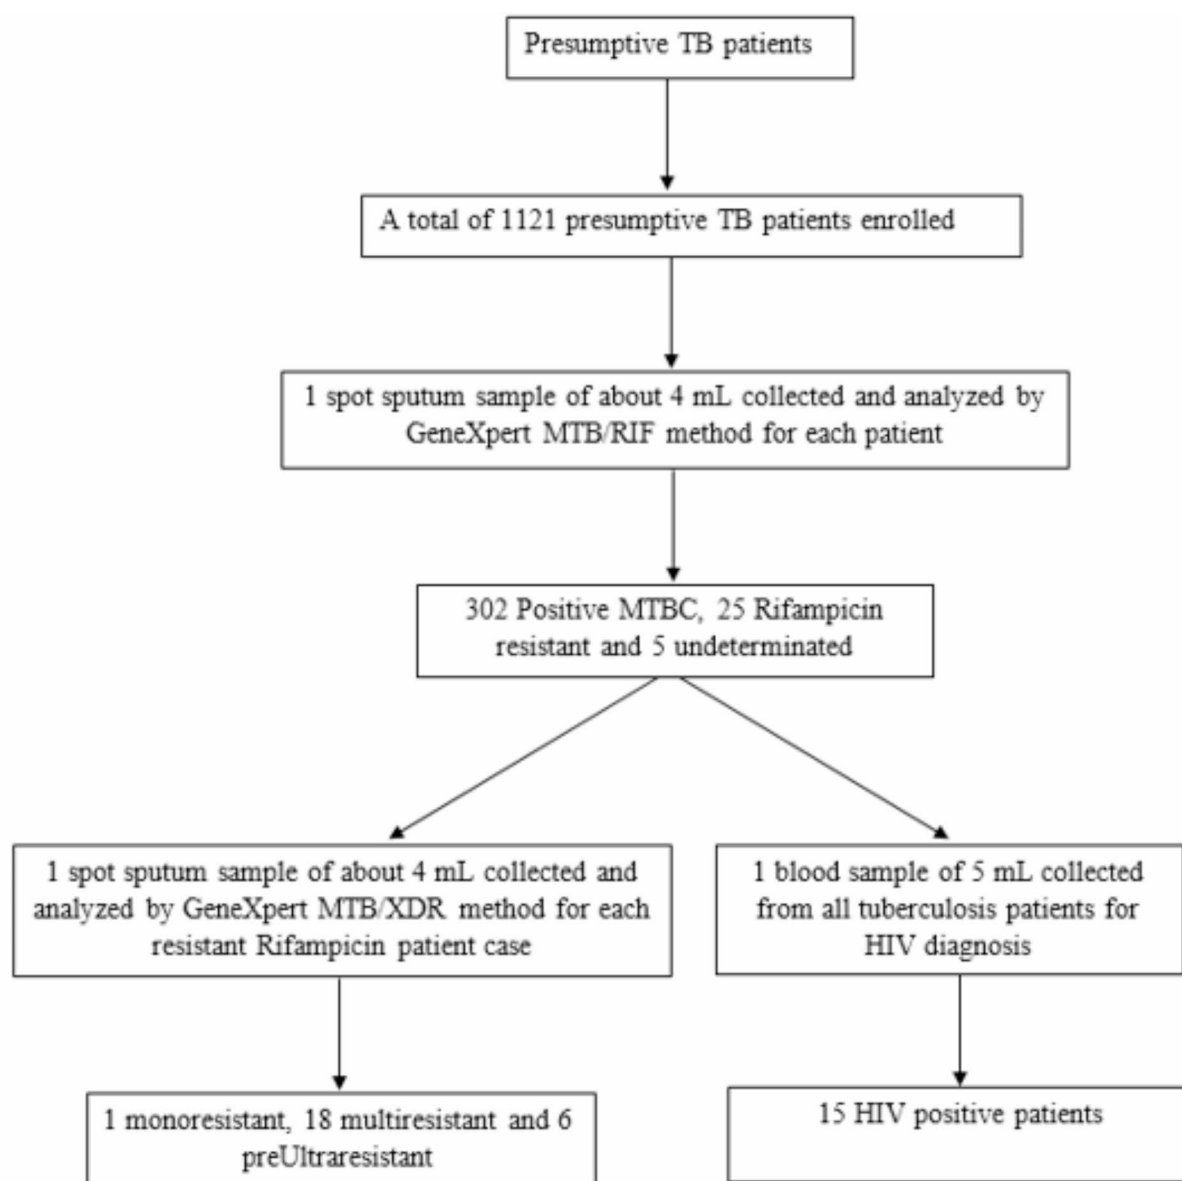 Presumptive TB patients
A total of 1121 presumptive TB patients enrolled
1 spot sputum sample of about 4 mL collected and analyzed by
GeneXpert MTB/RIF method for each patient
302 Positive MTBC, 25 Rifampicin
resistant and 5 undeterminated
1 spot sputum sample of about 4 mL collected and
analyzed by GeneXpert MTB/XDR method for each
resistant Rifampicin patient case
1 blood sample of 5 mL collected
from all tuberculosis patients for
HIV diagnosis
1 monoresistant, 18 multiresistant and 6
preUltraresistant
15 HIV positive patients